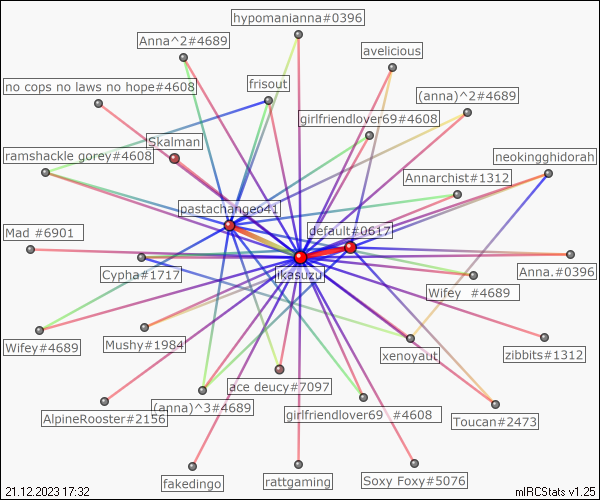 hypomanianna#0396
Anna^2#4689
avelicious
no cops no laws no hope#4608
frisout
(anna)^2#4689
girlfriendlover69#4608
Skalman
ramshackle gorey#4608
neokingghidorah
Annarchist#1312
pastachangeo41
default#0617
Mad #6901
ikasuzu
Cypha#1717
Anna.#0396
Wifey #4689
Wifey#4689
Mushy#1984
xenoyaut
zibbits#1312
ace deucy#7097
AlpineRooster#2156
(anna)^3#4689
girlfriendlover69 #4608
Toucan#2473
fakedingo
rattgaming
Soxy Foxy#5076
21.12.2023 17:32
mIRCStats v1.25